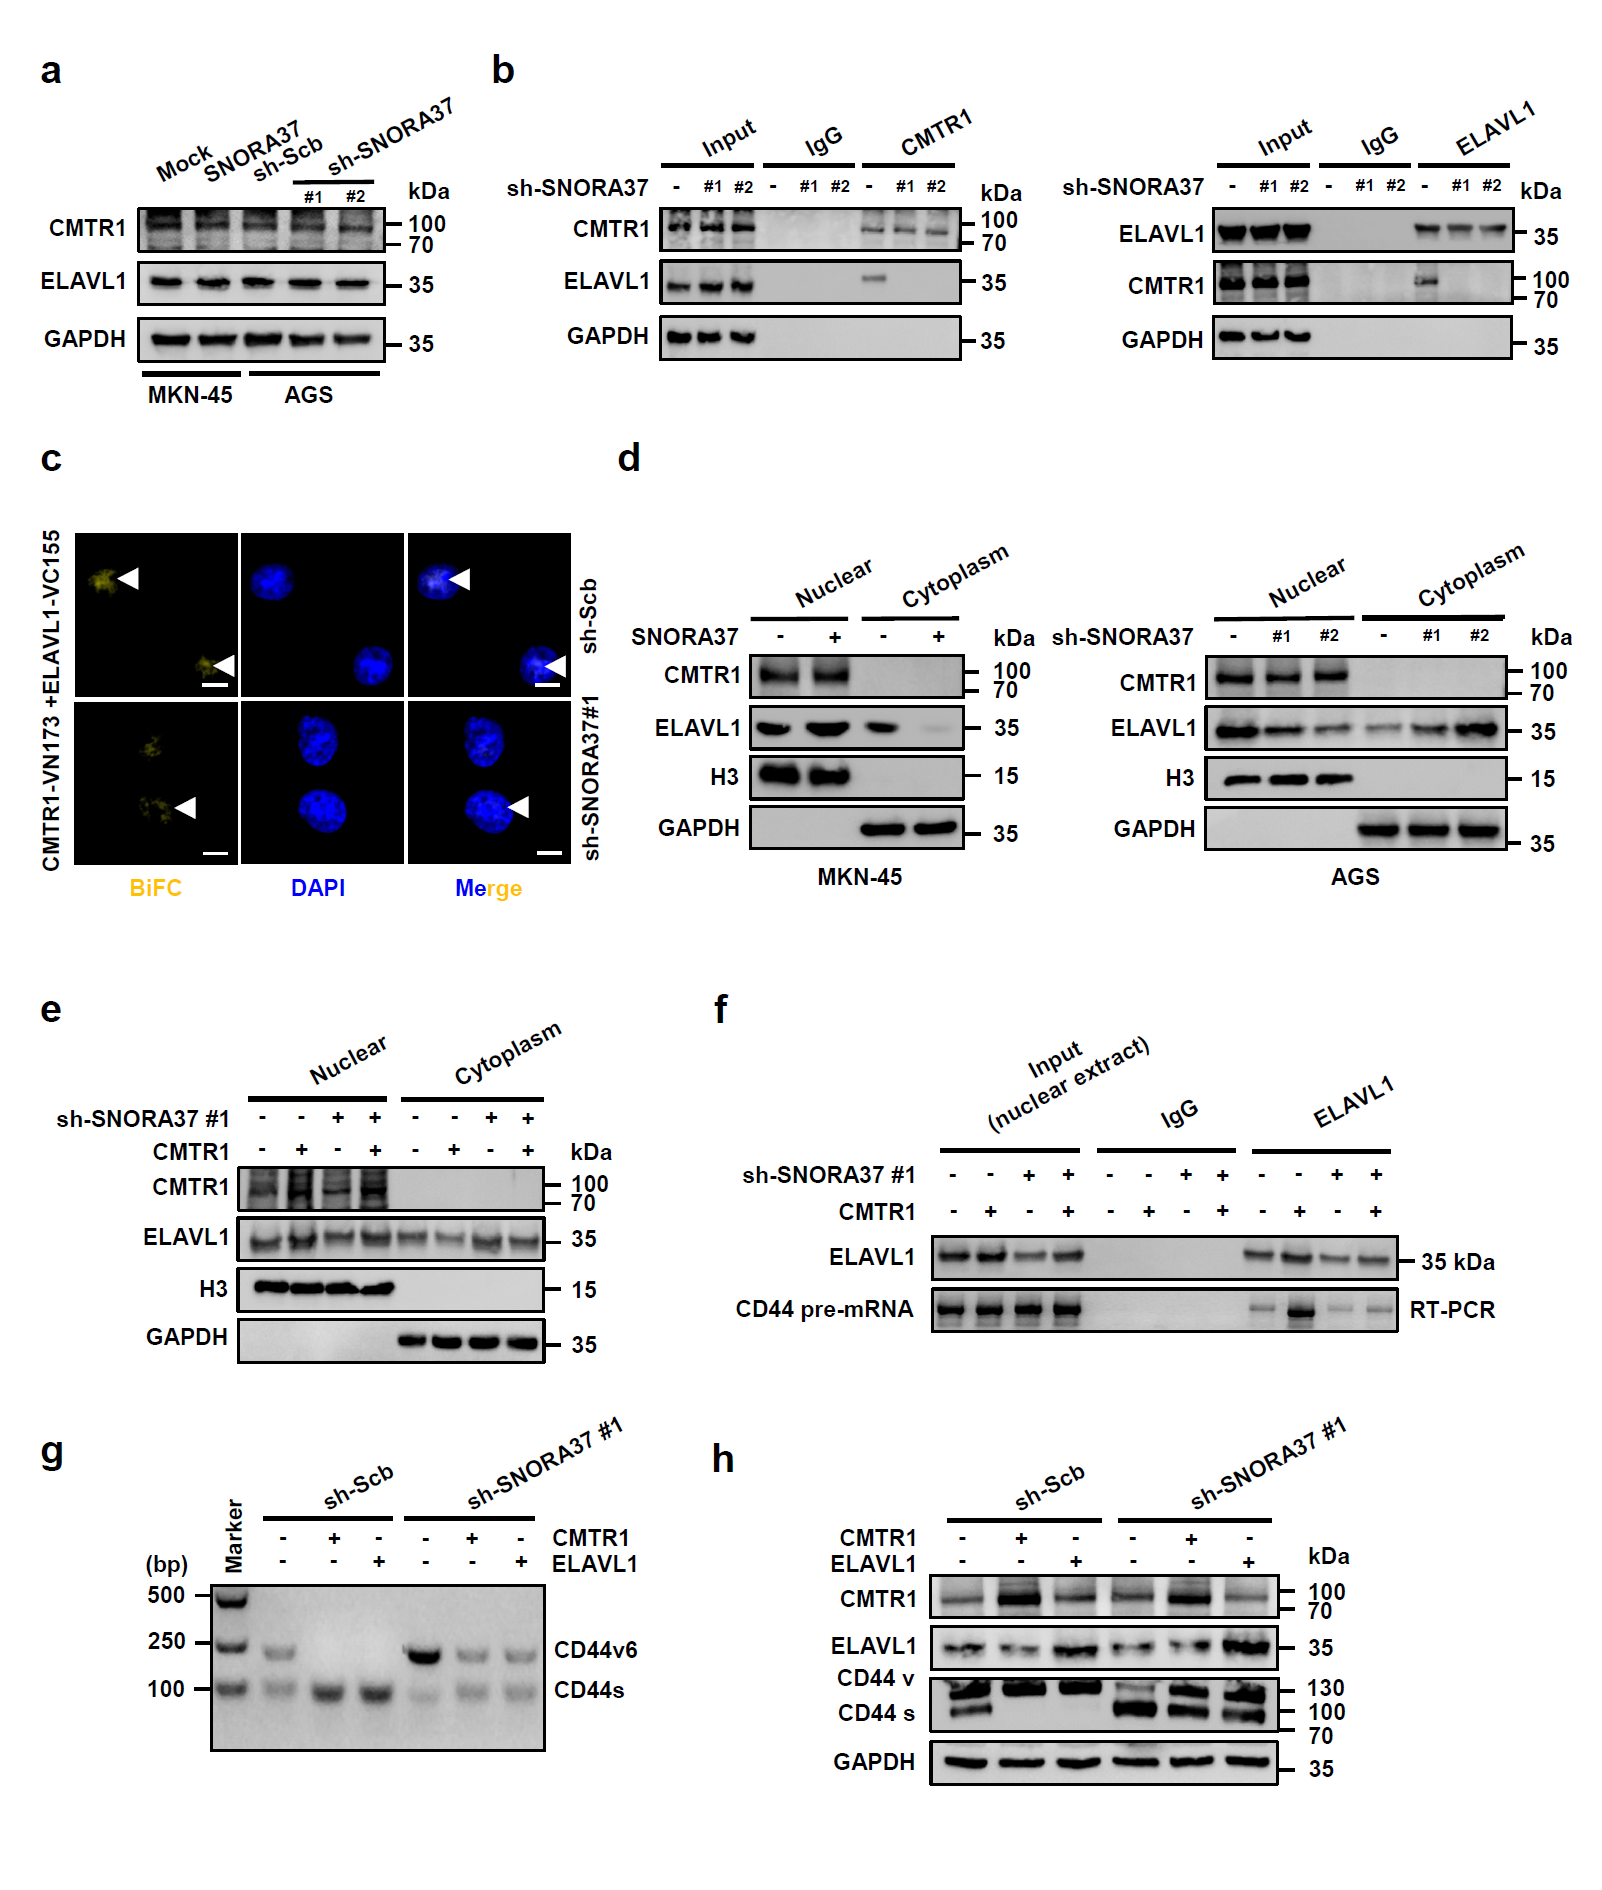 a
Mock
SNORA37
sh-Scb
sh-SNORA37
#1 #2
kDa
CMTR1
100
70
ELAVL1
35
GAPDH
35
MKN-45 AGS
b
Input IgG CMTR1
sh-SNORA37 - #1 #2 - #1 #2 - #1 #2 kDa
CMTR1
100
70
ELAVL1
35
GAPDH
35
Input IgG ELAVL1
sh-SNORA37 - #1 #2 - #1 #2 - #1 #2 kDa
ELAVL1
35
CMTR1
100
70
GAPDH
35
c
CMTR1-VN173 +ELAVL1-VC155
sh-Scb
sh-SNORA37#1
BiFC DAPI Merge
d
Nuclear Cytoplasm
SNORA37 - + - + kDa
CMTR1
100
70
ELAVL1
35
H3
15
GAPDH
35
MKN-45
Nuclear Cytoplasm
sh-SNORA37 - #1 #2 - #1 #2 kDa
CMTR1
100
70
ELAVL1
35
H3
15
GAPDH
35
AGS
e
Nuclear Cytoplasm
sh-SNORA37 #1 - - + + - - + +
CMTR1 - + - + - + - + kDa
CMTR1
100
70
ELAVL1
35
H3
15
GAPDH
35
f
Input
(nuclear extract)
IgG
ELAVL1
sh-SNORA37 #1 - - + + - - + + - - + +
CMTR1 - + - + - + - + - + - +
ELAVL1 35 kDa
CD44 pre-mRNA RT-PCR
g
Marker
sh-Scb sh-SNORA37 #1
- + - - + - CMTR1
(bp) - - + - - + ELAVL1
500
250
100
CD44v6
CD44s
h
sh-Scb sh-SNORA37 #1
CMTR1 - + - - + -
ELAVL1 - - + - - + kDa
CMTR1
100
70
ELAVL1
35
CD44 v
CD44 s
130
100
70
GAPDH
35